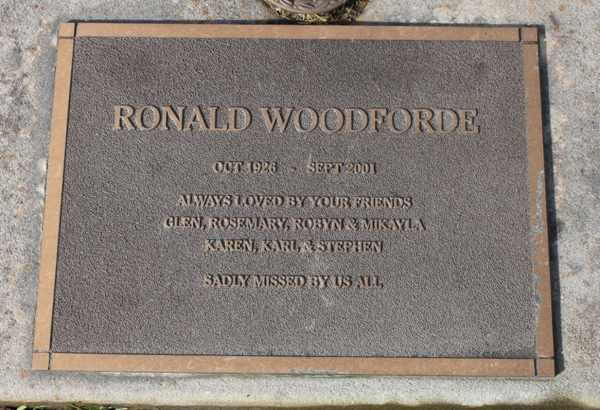 RONALD WOODFORDE
OCT 1926 - SEPT 2001
ALWAYS LOVED BY YOUR FRIENDS
GLEN, ROSEMARY, ROBYN & MIKAYLA
KAREN, KARL & STEPHEN
SADLY MISSED BY US ALL